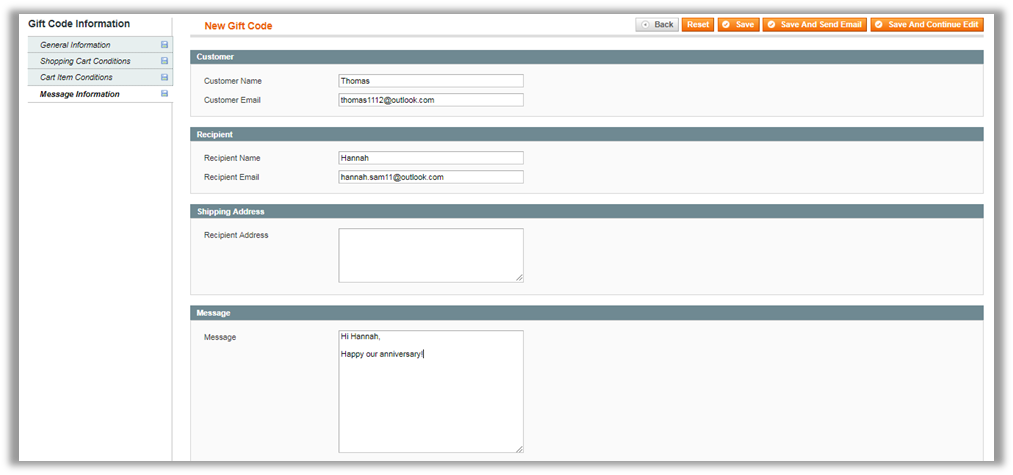 Gift Code Information
General Information
Shopping Cart Conditions
Cart Item Conditions
Message Information
New Gift Code
Back Reset Save Save And Send Email Save And Continue Edit
Customer
Customer Name Thomas
Customer Email thomas1112@outlook.com
Recipient
Recipient Name Hannah
Recipient Email hannah.sam11@outlook.com
Shipping Address
Recipient Address
Message
Message Hi Hannah,
Happy our anniversary!